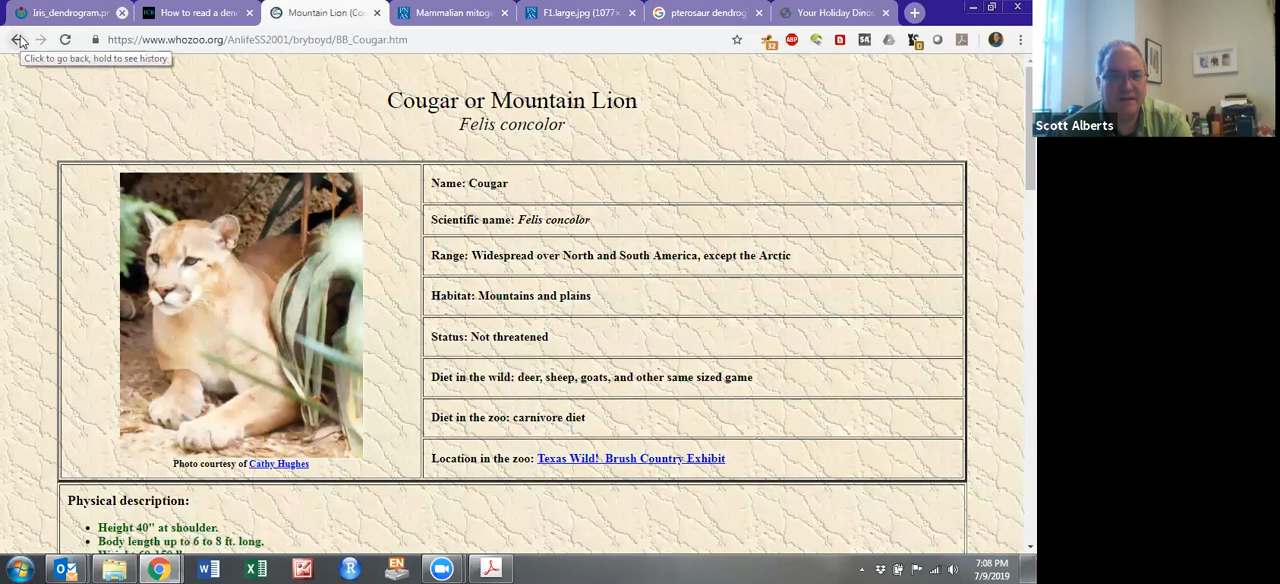 Iris_dendrogram.pr
How to read a den
Mountain Lion (Co
Mammalian mitog
F1.large.jpg (1077×
pterosaur dendrog
Your Holiday Dino
https://www.whozoo.org/AnlifeSS2001/bryboyd/BB_Cougar.htm
Click to go back, hold to see history.
Scott Alberts
Cougar or Mountain Lion
Felis concolor
Name: Cougar
Scientific name: Felis concolor
Range: Widespread over North and South America, except the Arctic
Habitat: Mountains and plains
Status: Not threatened
Diet in the wild: deer, sheep, goats, and other same sized game
Diet in the zoo: carnivore diet
Location in the zoo: Texas Wild! Brush Country Exhibit
Photo courtesy of Cathy Hughes
Physical description:
Height 40" at shoulder.
Body length up to 6 to 8 ft. long.
7:08 PM
7/9/2019